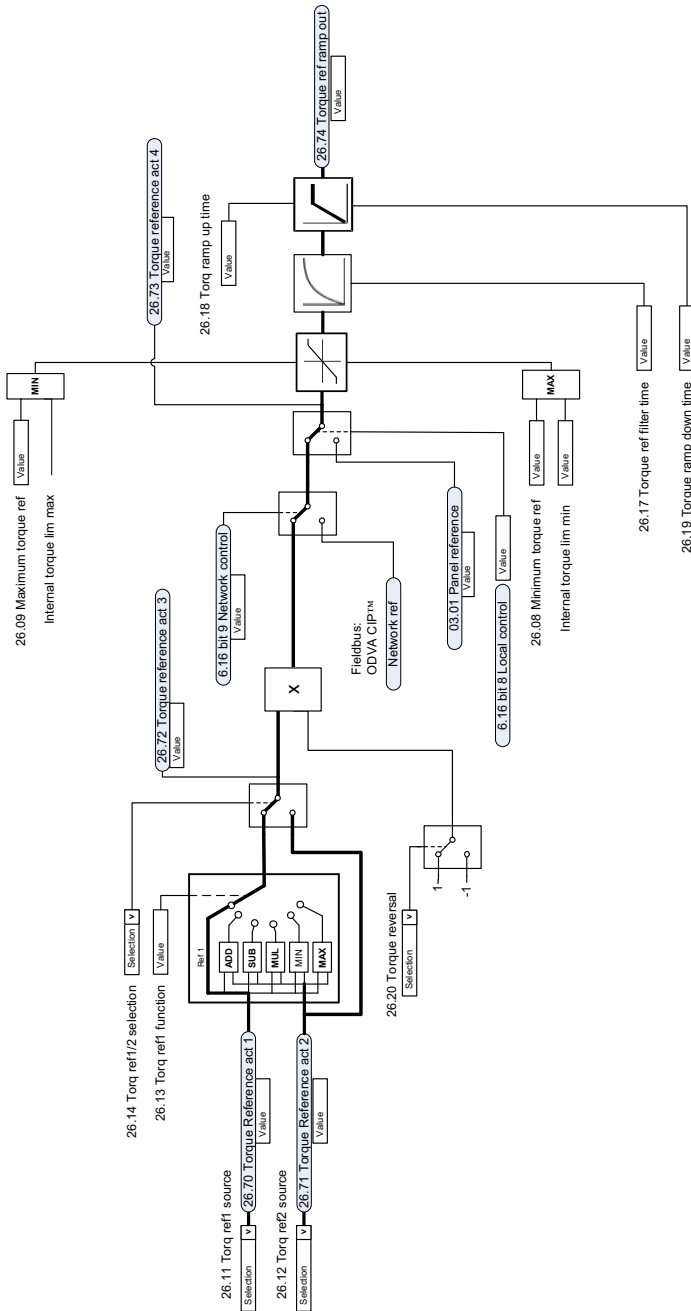 26.11 Torq ref1 source
Selection
v
26.70 Torque Reference act 1
Value
26.12 Torq ref2 source
Selection
v
26.71 Torque Reference act 2
Value
26.14 Torq ref1/2 selection
Selection
v
26.13 Torq ref1 function
Value
Ref 1
ADD
SUB
MUL
MIN
MAX
26.72 Torque reference act 3
Value
26.20 Torque reversal
Selection
v
1
-1
X
6.16 bit 9 Network control
Value
Fieldbus:
ODVA CIP™
Network ref
03.01 Panel reference
Value
6.16 bit 8 Local control
Value
26.73 Torque reference act 4
Value
26.09 Maximum torque ref
Value
Internal torque lim max
MIN
26.08 Minimum torque ref
Value
Internal torque lim min
Value
MAX
26.18 Torq ramp up time
Value
26.17 Torque ref filter time
Value
26.19 Torque ramp down time
Value
26.74 Torque ref ramp out
Value